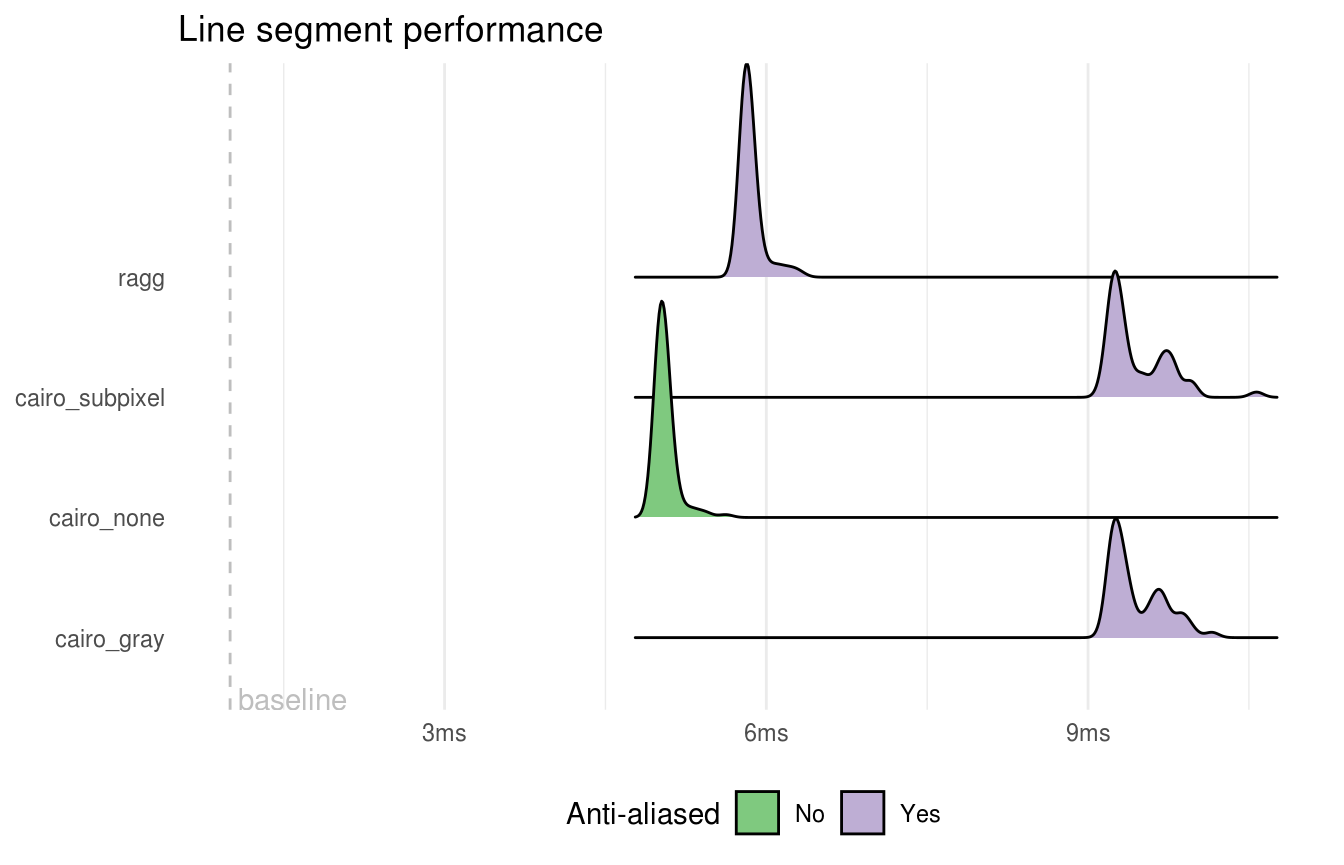 Line segment performance
ragg
cairo_subpixel
cairo_none
cairo_gray
baseline
3ms 6ms 9ms
Anti-aliased No Yes